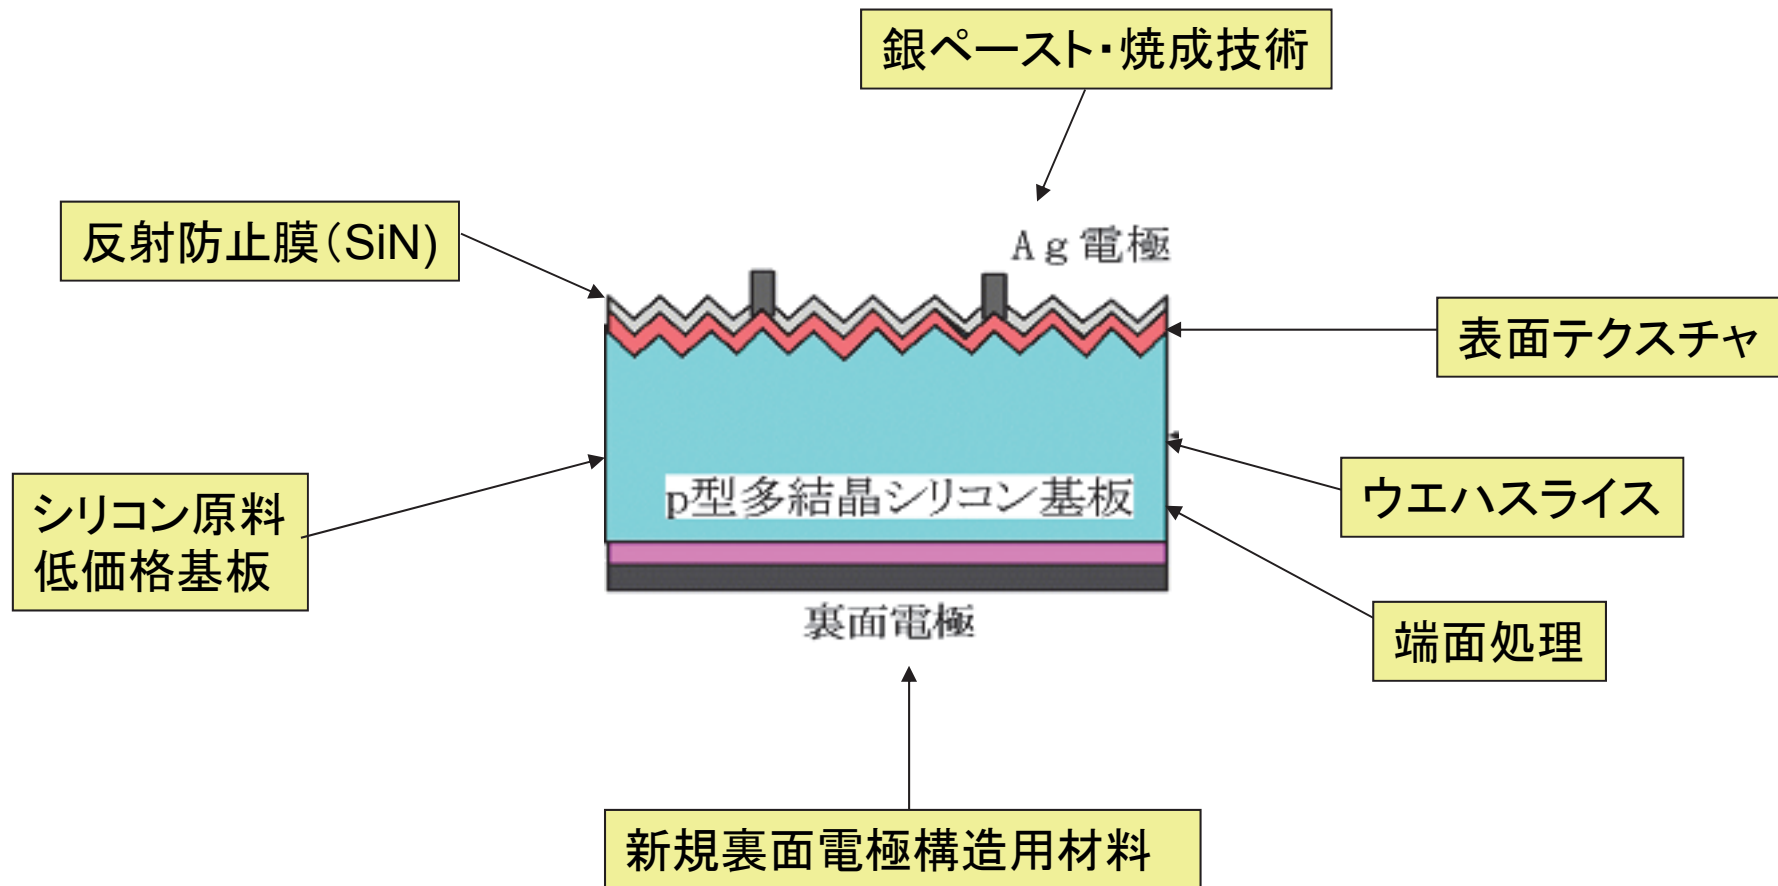 銀ペースト・焼成技術
反射防止膜(SiN)
Ag電極
表面テクスチャ
シリコン原料
低価格基板
p型多結晶シリコン基板
ウエハスライス
裏面電極
端面処理
新規裏面電極構造用材料